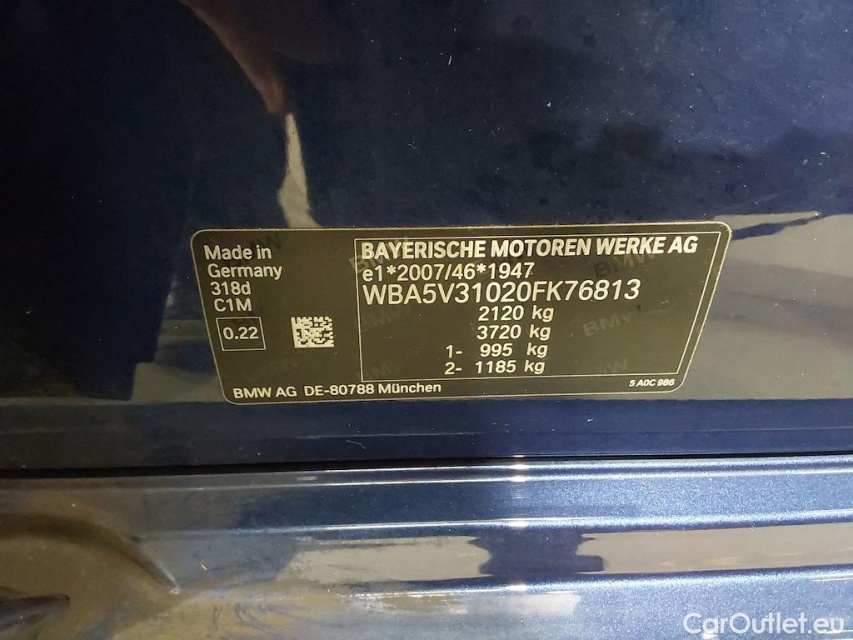 Made in
Germany
318d
C1M
0.22
BAYERISCHE MOTOREN WERKE AG
e1*2007/46*1947
WBA5V31020FK76813
2120 kg
3720 kg
1- 995 kg
2- 1185 kg
BMW AG DE-80788 München
5 A0C 986
CarOutlet.eu